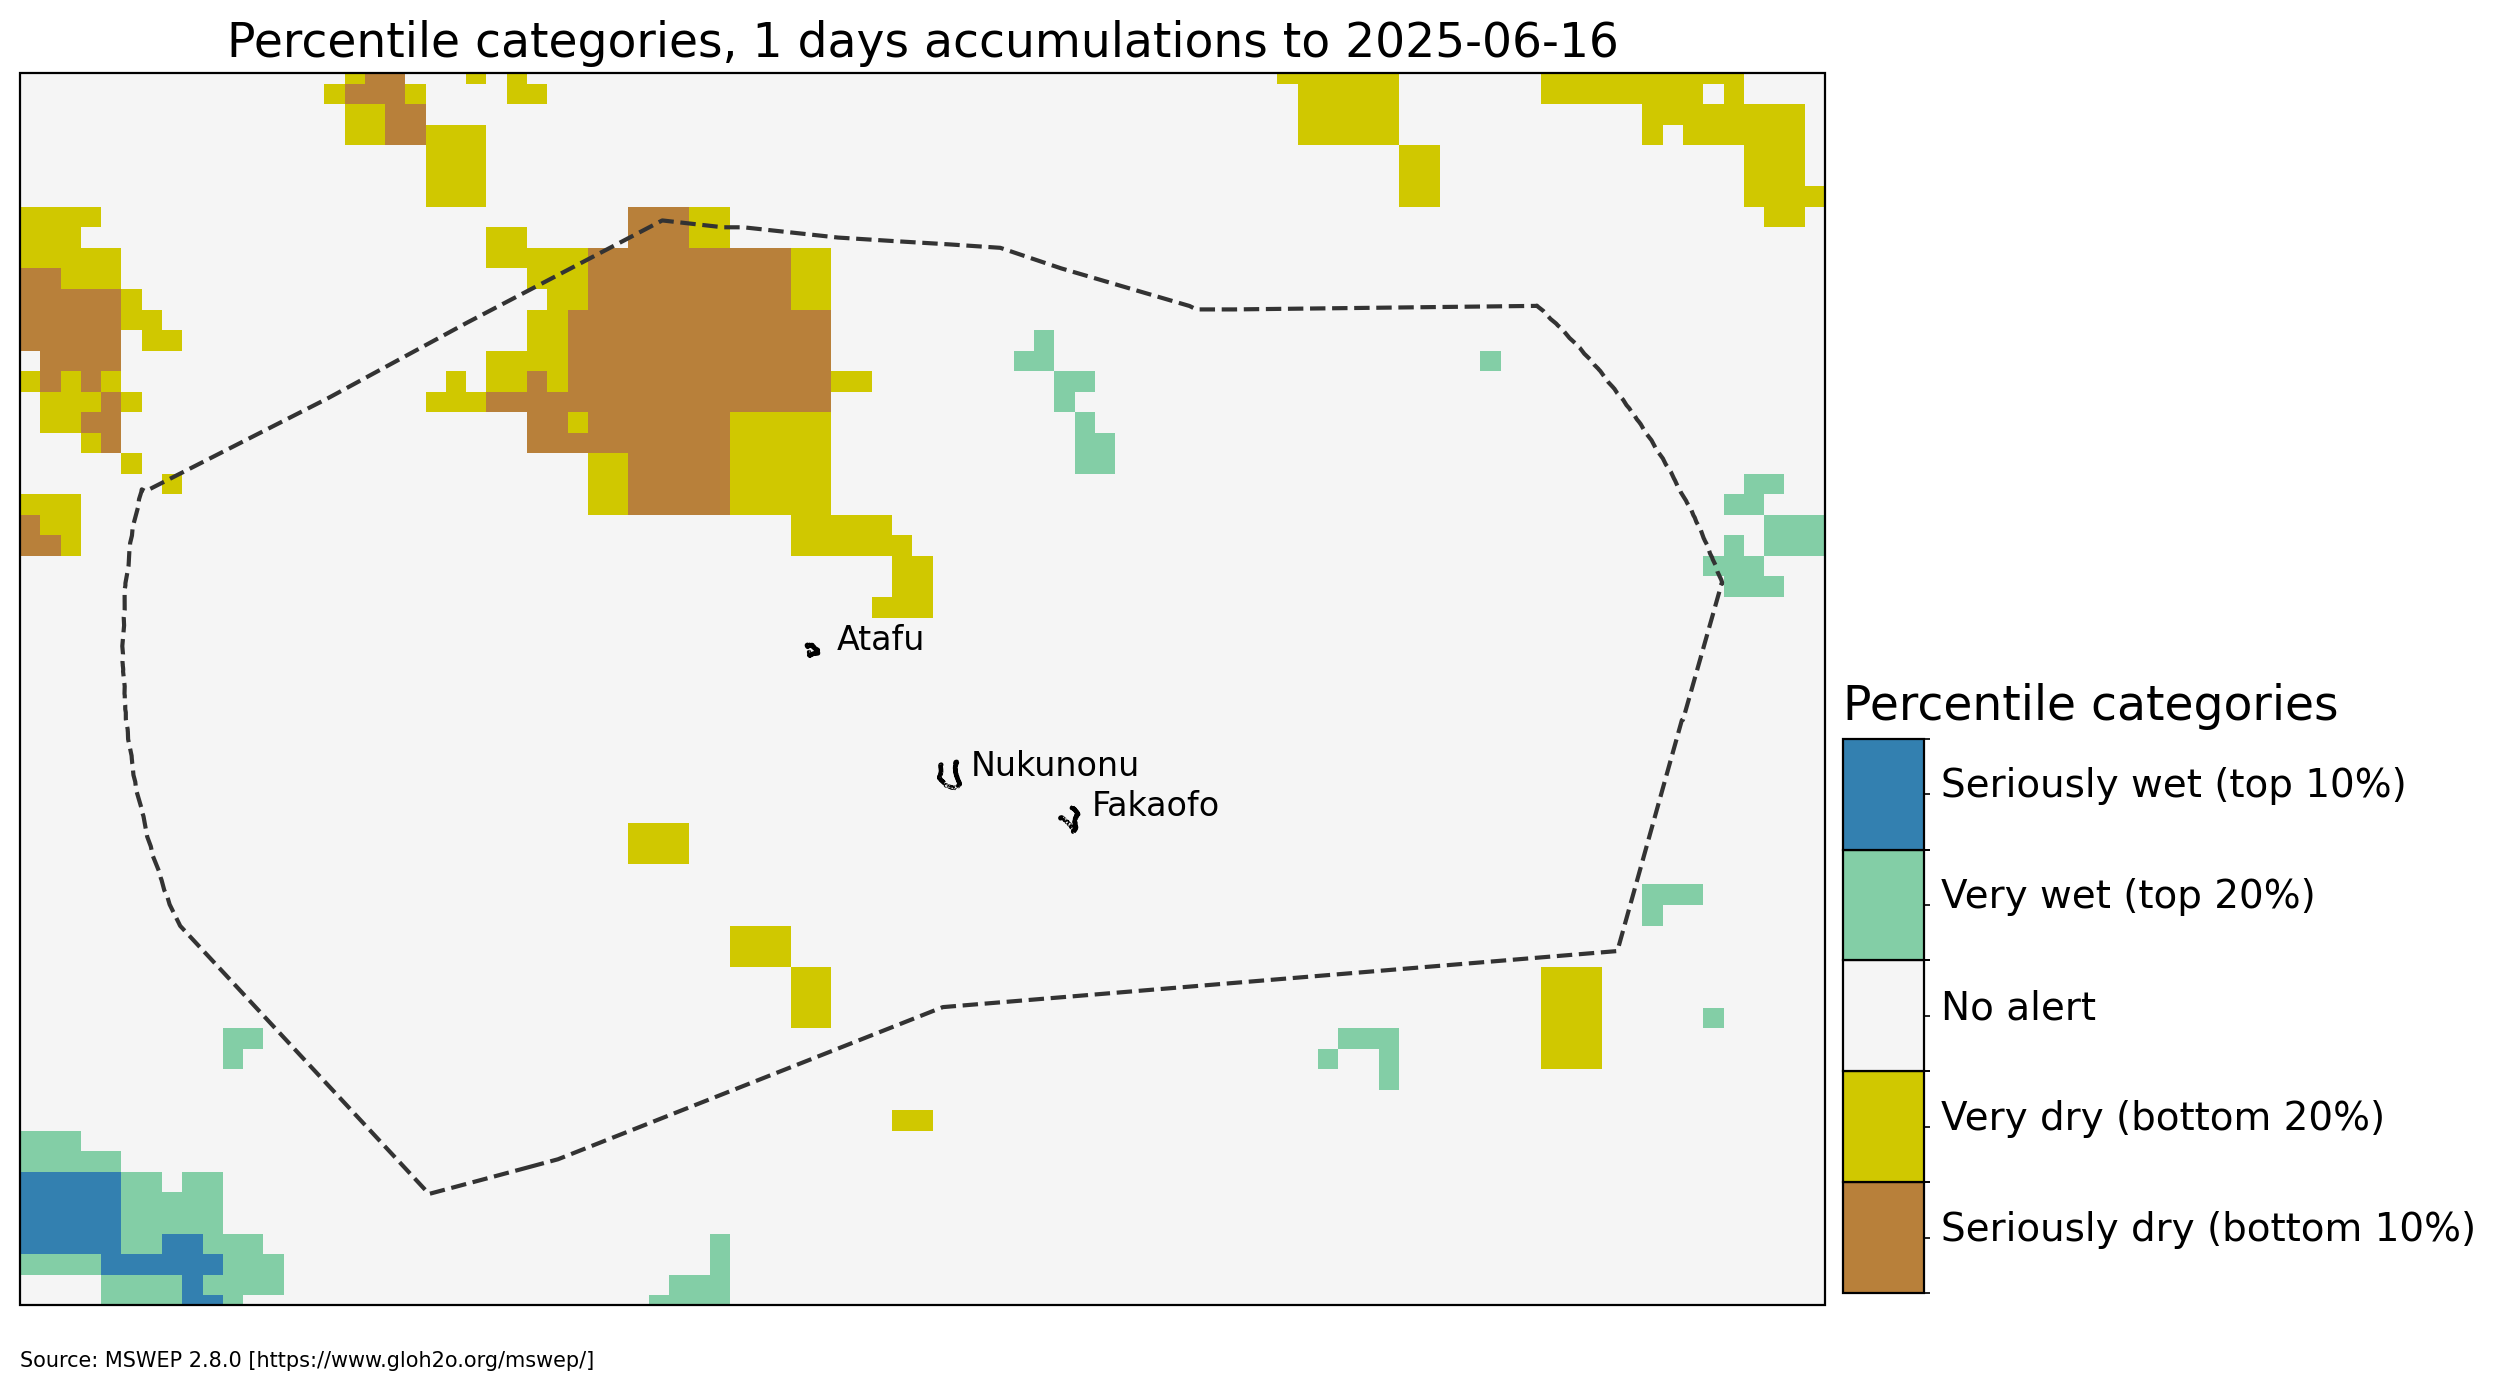 Percentile categories, 1 days accumulations to 2025-06-16
Atafu
Nukunonu
Fakaofo
Percentile categories
Seriously wet (top 10%)
Very wet (top 20%)
No alert
Very dry (bottom 20%)
Seriously dry (bottom 10%)
Source: MSWEP 2.8.0 [https://www.gloh2o.org/mswep/]